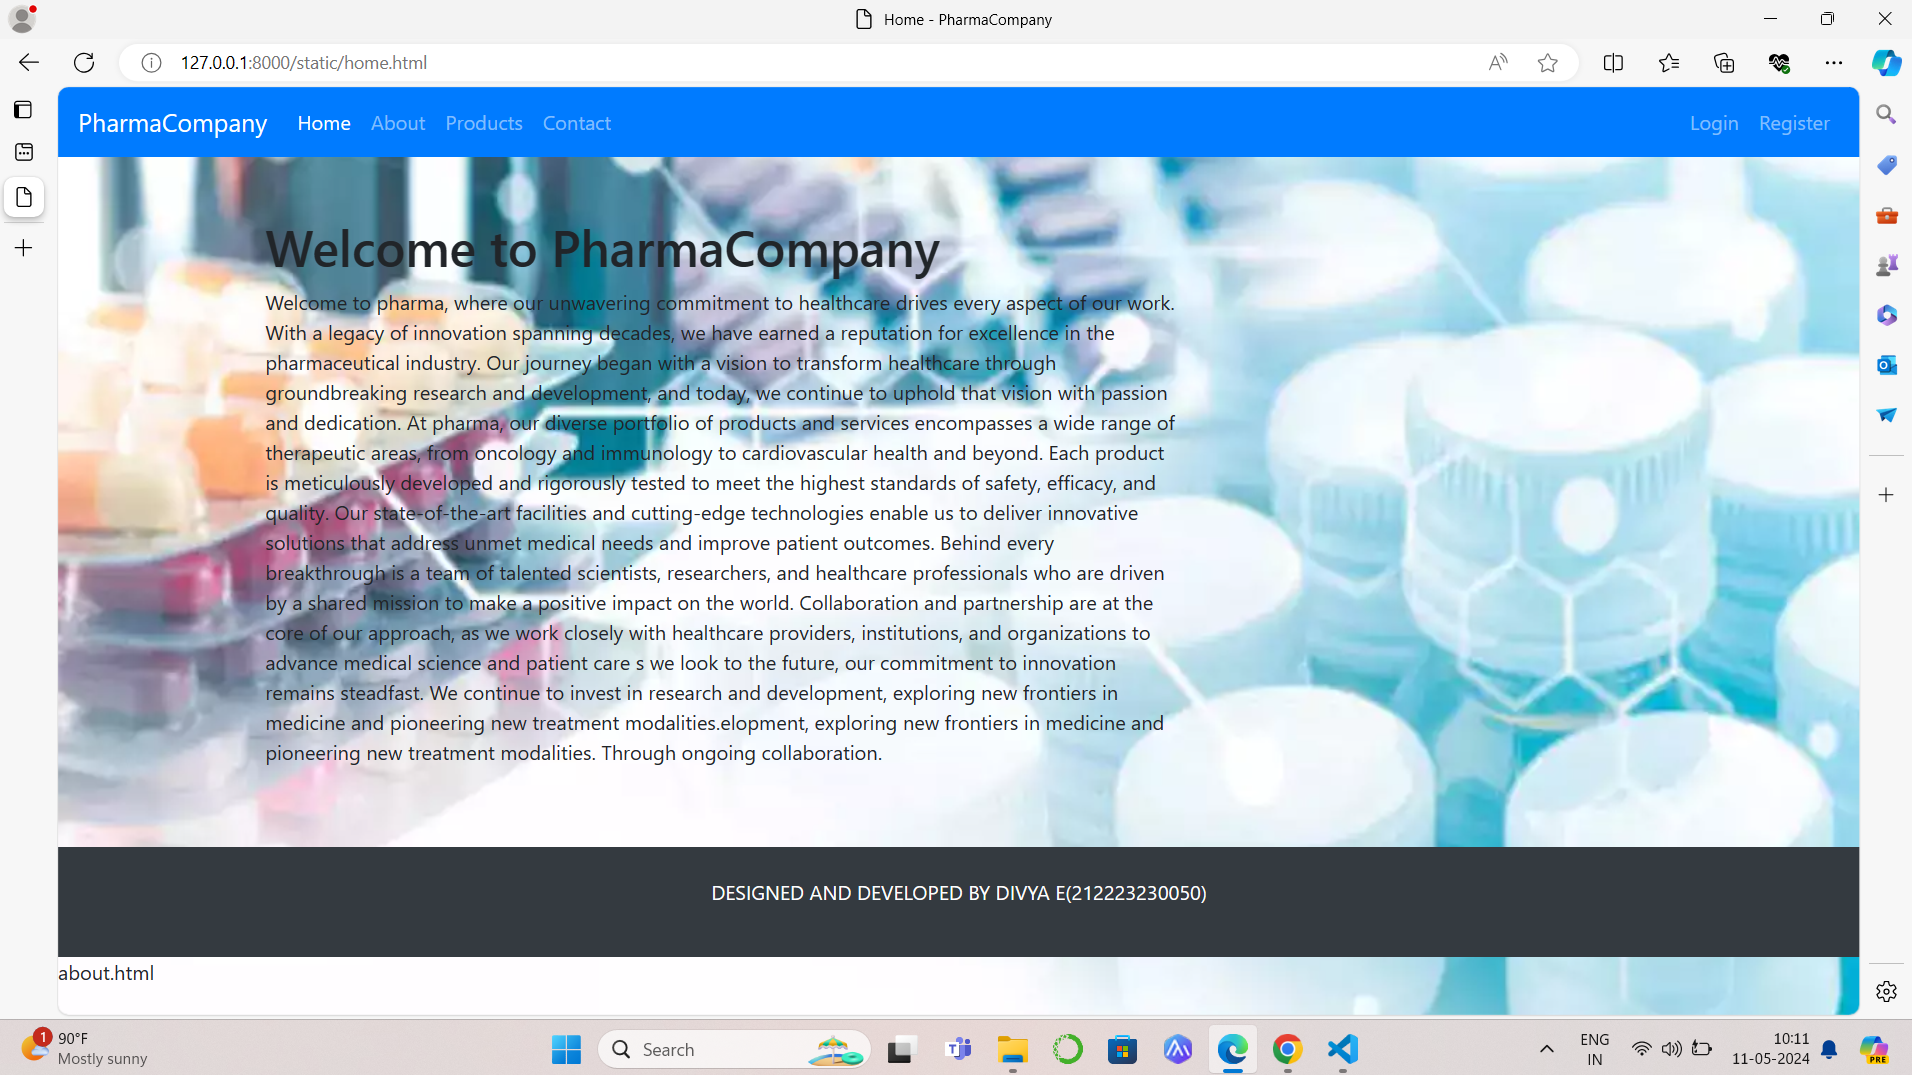 Home - PharmaCompany
127.0.0.1:8000/static/home.html
PharmaCompany Home About Products Contact Login Register
Welcome to PharmaCompany
Welcome to pharma, where our unwavering commitment to healthcare drives every aspect of our work.
With a legacy of innovation spanning decades, we have earned a reputation for excellence in the
pharmaceutical industry. Our journey began with a vision to transform healthcare through
groundbreaking research and development, and today, we continue to uphold that vision with passion
and dedication. At pharma, our diverse portfolio of products and services encompasses a wide range of
therapeutic areas, from oncology and immunology to cardiovascular health and beyond. Each product
is meticulously developed and rigorously tested to meet the highest standards of safety, efficacy, and
quality. Our state-of-the-art facilities and cutting-edge technologies enable us to deliver innovative
solutions that address unmet medical needs and improve patient outcomes. Behind every
breakthrough is a team of talented scientists, researchers, and healthcare professionals who are driven
by a shared mission to make a positive impact on the world. Collaboration and partnership are at the
core of our approach, as we work closely with healthcare providers, institutions, and organizations to
advance medical science and patient care s we look to the future, our commitment to innovation
remains steadfast. We continue to invest in research and development, exploring new frontiers in
medicine and pioneering new treatment modalities.elopment, exploring new frontiers in medicine and
pioneering new treatment modalities. Through ongoing collaboration.
DESIGNED AND DEVELOPED BY DIVYA E(212223230050)
about.html
1
90°F
Mostly sunny
Search
ENG
IN
10:11
11-05-2024
PRE